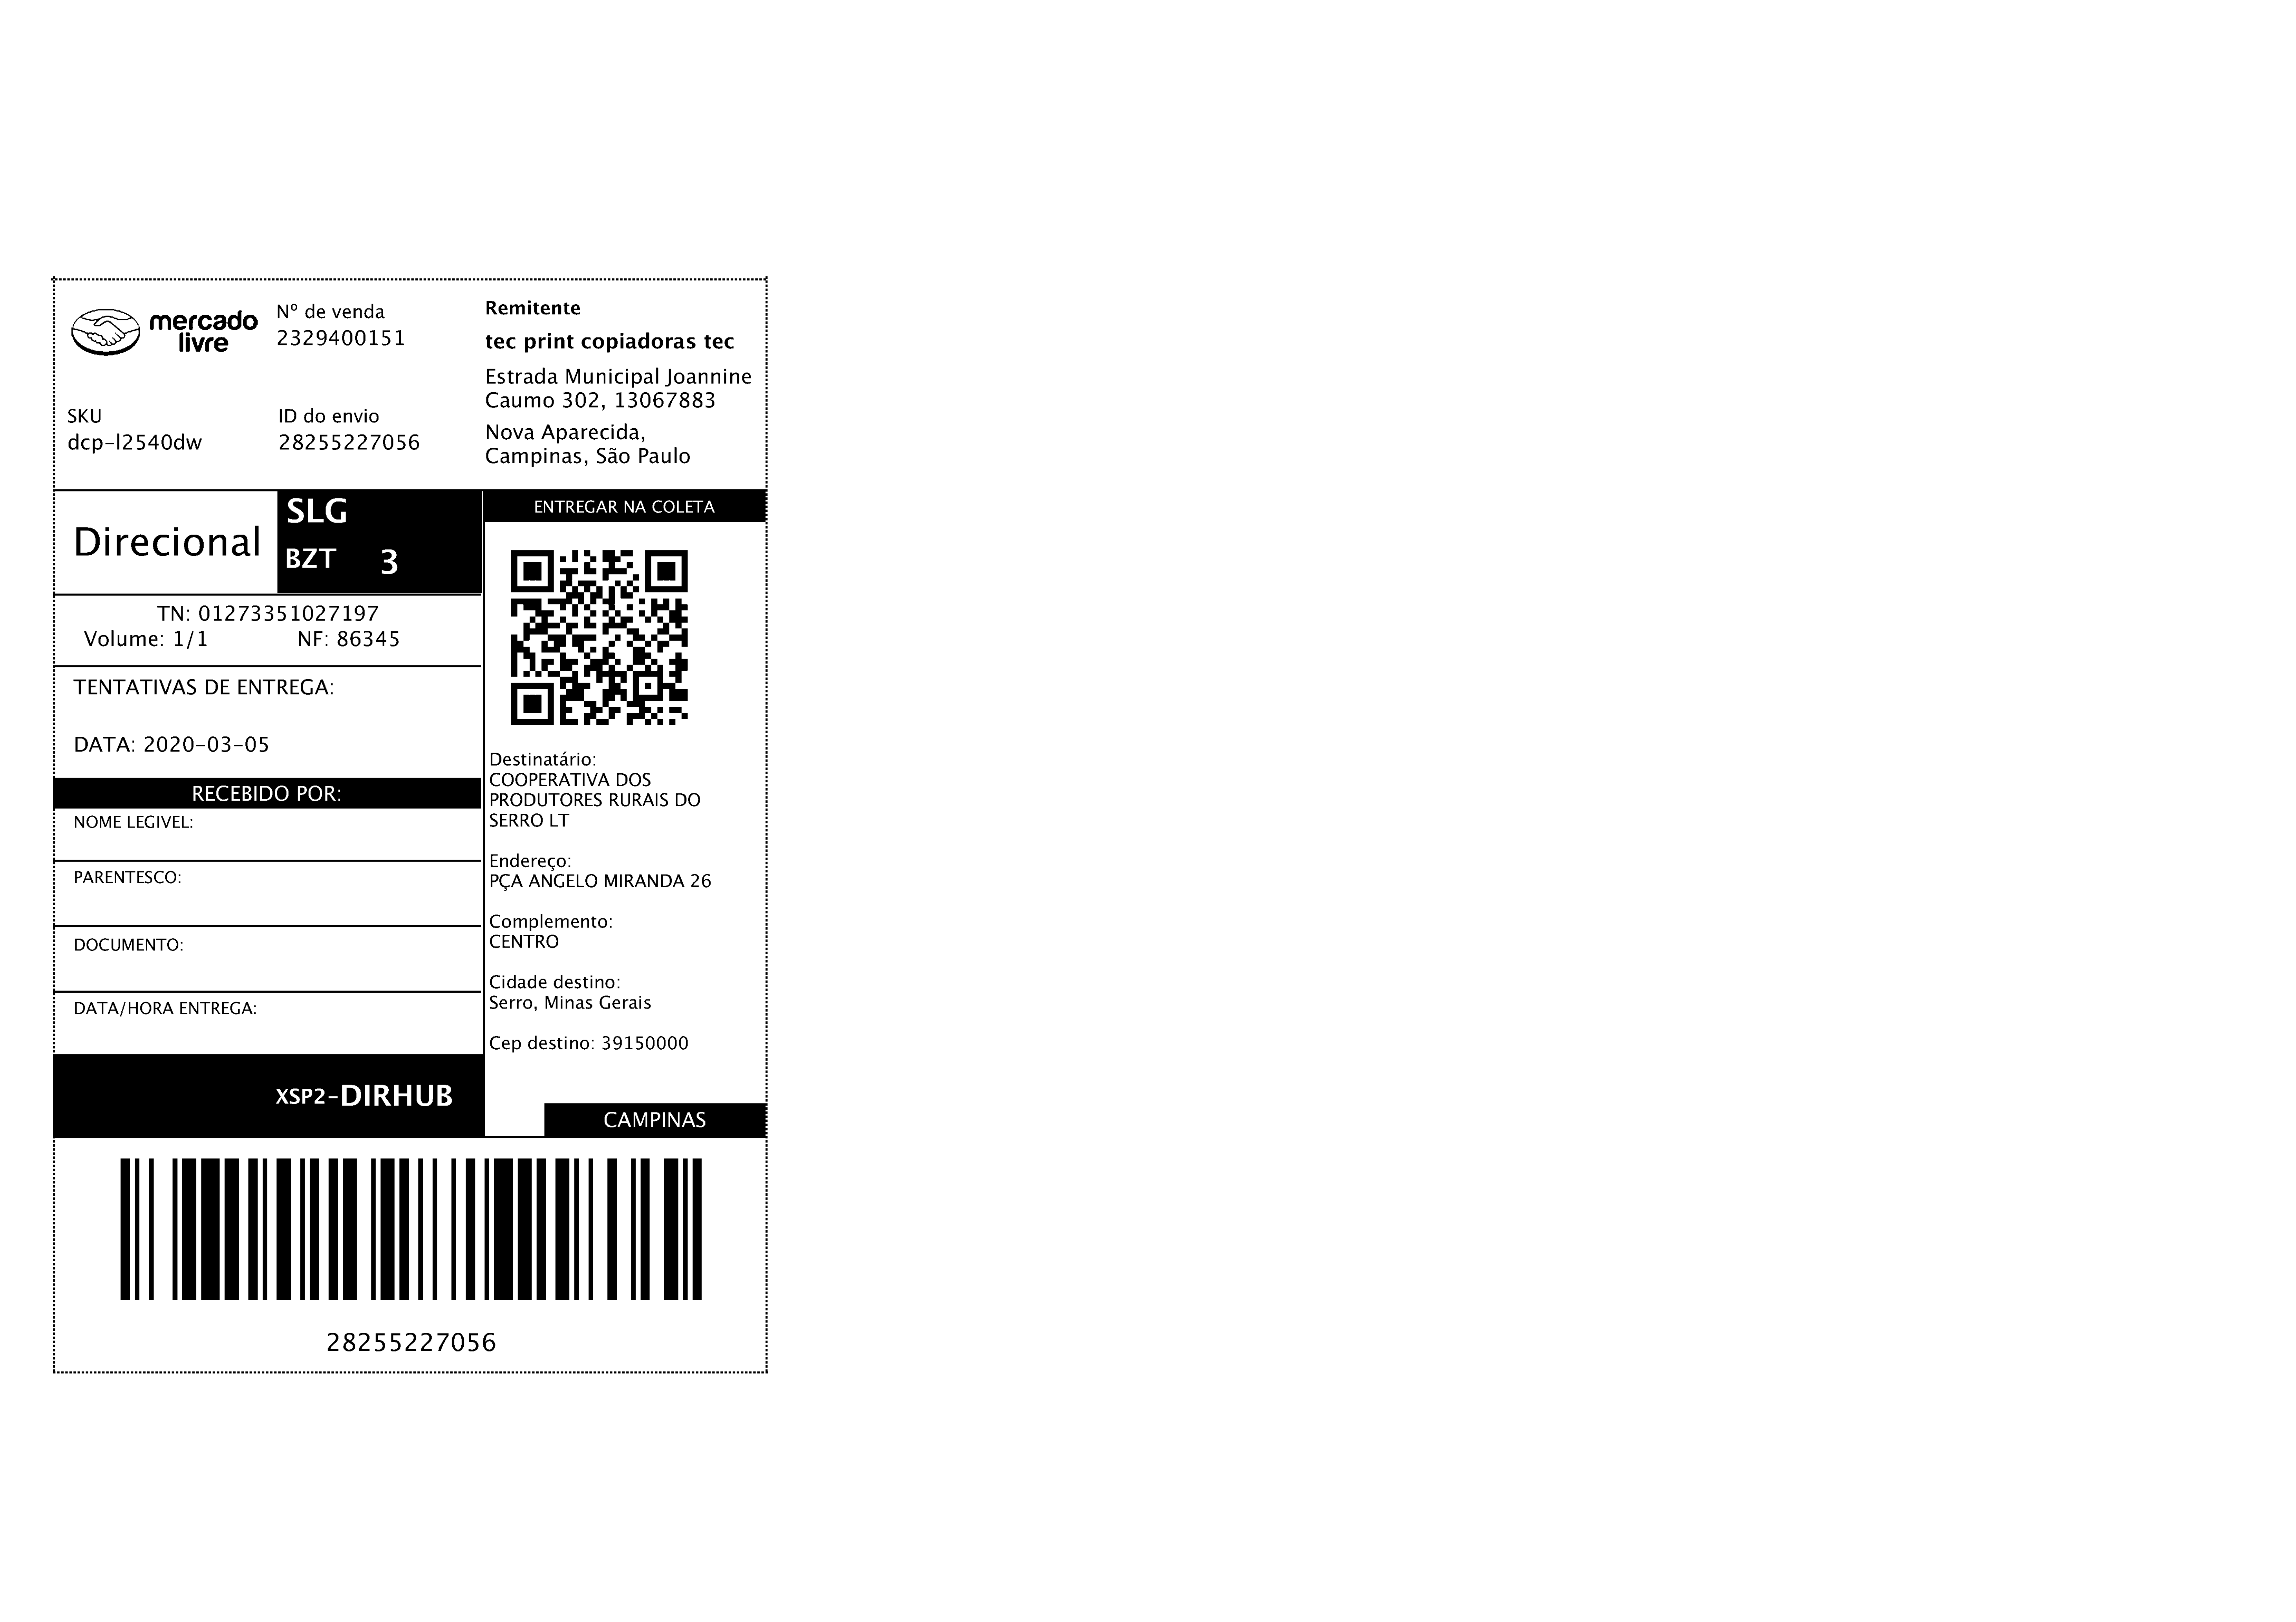 mercado
livre
Nº de venda
2329400151
SKU
dcp-l2540dw
ID do envio
28255227056
Remitente
tec print copiadoras tec
Estrada Municipal Joannine
Caumo 302, 13067883
Nova Aparecida,
Campinas, São Paulo
Direcional
SLG
BZT 3
TN: 01273351027197
Volume: 1/1 NF: 86345
TENTATIVAS DE ENTREGA:
DATA: 2020-03-05
RECEBIDO POR:
NOME LEGIVEL:
PARENTESCO:
DOCUMENTO:
DATA/HORA ENTREGA:
XSP2-DIRHUB
ENTREGAR NA COLETA
Destinatário:
COOPERATIVA DOS
PRODUTORES RURAIS DO
SERRO LT
Endereço:
PÇA ANGELO MIRANDA 26
Complemento:
CENTRO
Cidade destino:
Serro, Minas Gerais
Cep destino: 39150000
CAMPINAS
28255227056